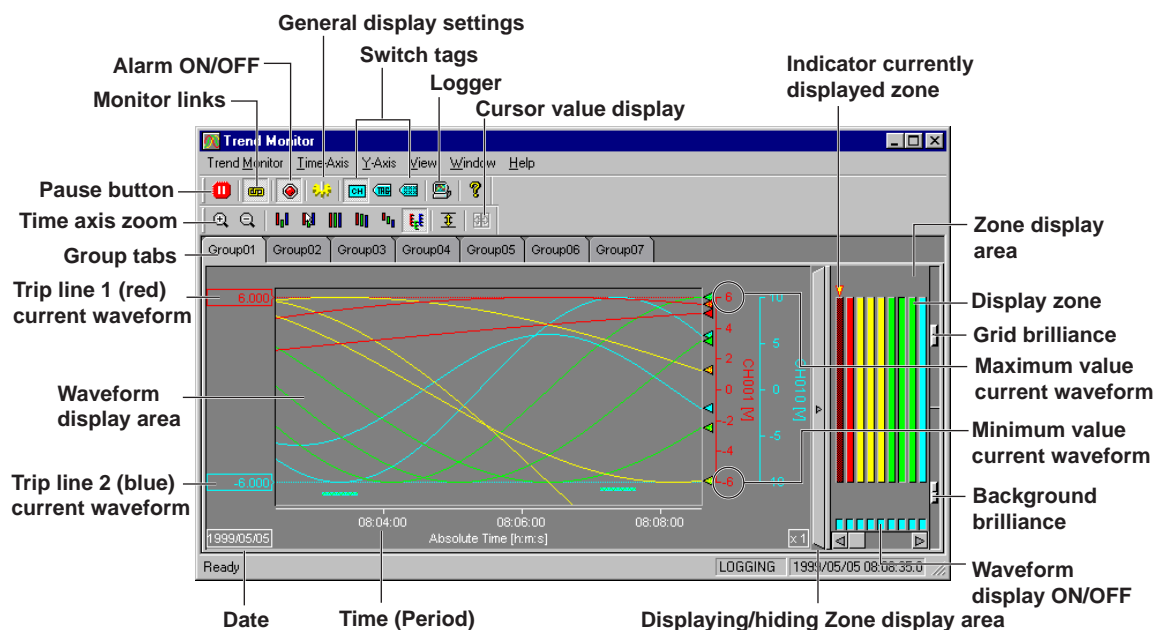 General display settings
Switch tags
Alarm ON/OFF
Logger
Monitor links
Cursor value display
Indicator currently
displayed zone
Trend Monitor
Trend Monitor Time-Axis Y-Axis View Window Help
Pause button
CH TAG
Time axis zoom
Group tabs
Group01 Group02 Group03 Group04 Group05 Group06 Group07
Zone display
area
Trip line 1 (red)
current waveform
6.000
6
4
2
0
-2
-4
-6
CH001 [V]
10
5
0
-5
-10
CH010 [V]
Display zone
Grid brilliance
Maximum value
current waveform
Waveform
display area
Minimum value
current waveform
Trip line 2 (blue)
current waveform
-6.000
Background
brilliance
08:04:00 08:06:00 08:08:00
1999/05/05
Absolute Time [h:m:s]
x 1
Ready
LOGGING
1999/05/05 08:08:35.0
Waveform
display ON/OFF
Date
Time (Period)
Displaying/hiding Zone display area